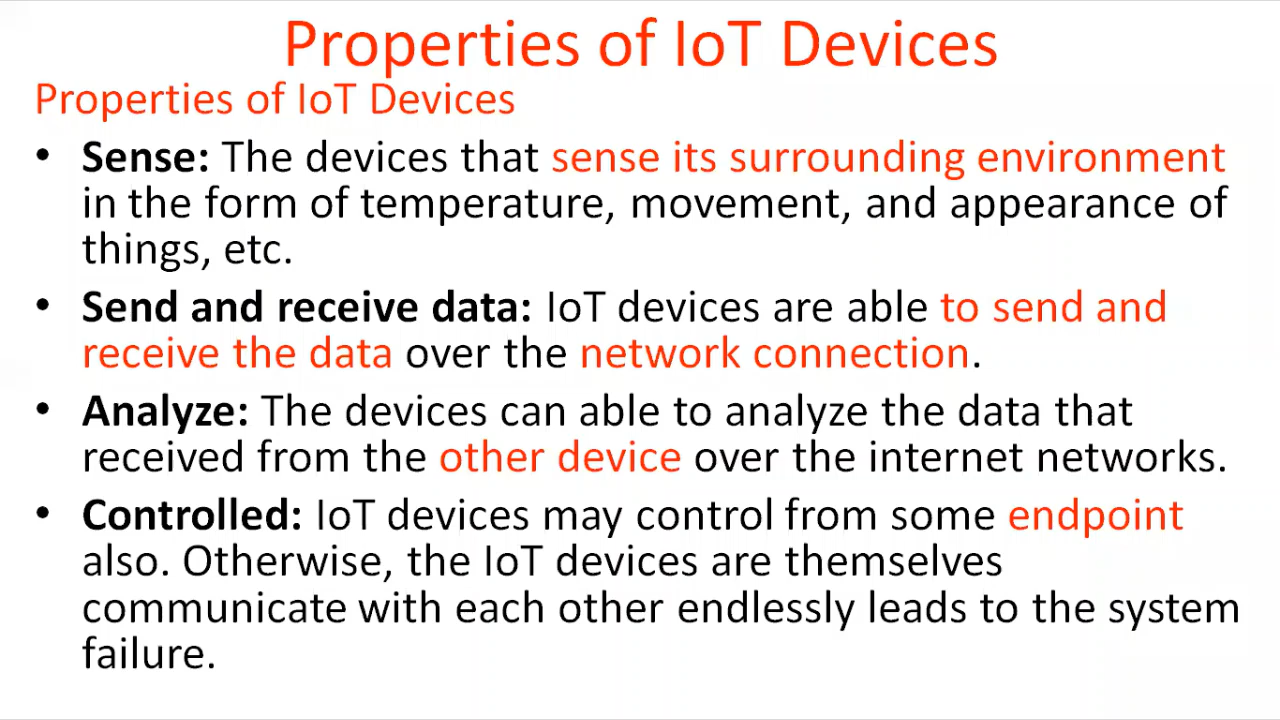 Properties of IoT Devices
Properties of IoT Devices
• Sense: The devices that sense its surrounding environment
in the form of temperature, movement, and appearance of
things, etc.
• Send and receive data: IoT devices are able to send and
receive the data over the network connection.
• Analyze: The devices can able to analyze the data that
received from the other device over the internet networks.
• Controlled: IoT devices may control from some endpoint
also. Otherwise, the IoT devices are themselves
communicate with each other endlessly leads to the system
failure.